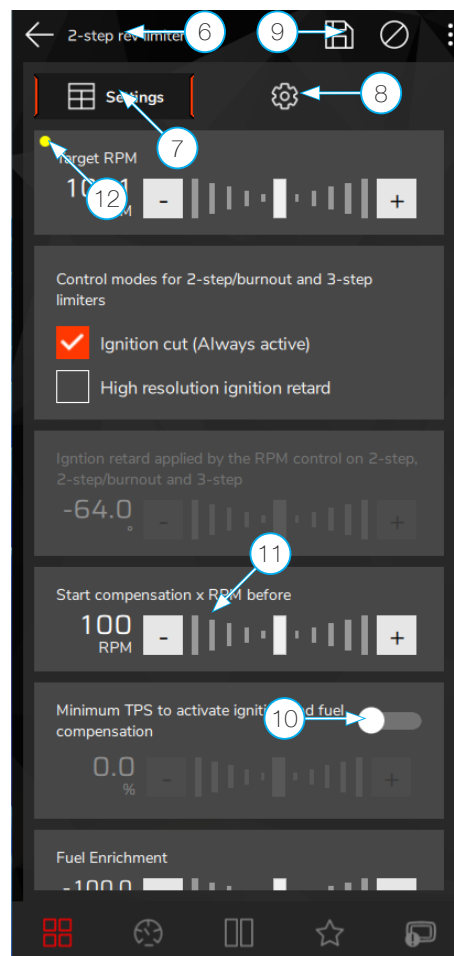 2-step rev limiter 6 9
Settings 8
7
Target RPM
12
-
+
Control modes for 2-step/burnout and 3-step
limiters
Ignition cut (Always active)
High resolution ignition retard
Igntion retard applied by the RPM control on 2-step,
2-step/burnout and 3-step
-64.0
°
-
+
11
Start compensation x RPM before
100
RPM
-
+
Minimum TPS to activate ignition and fuel
compensation
10
0.0
%
-
+
Fuel Enrichment
-100.0